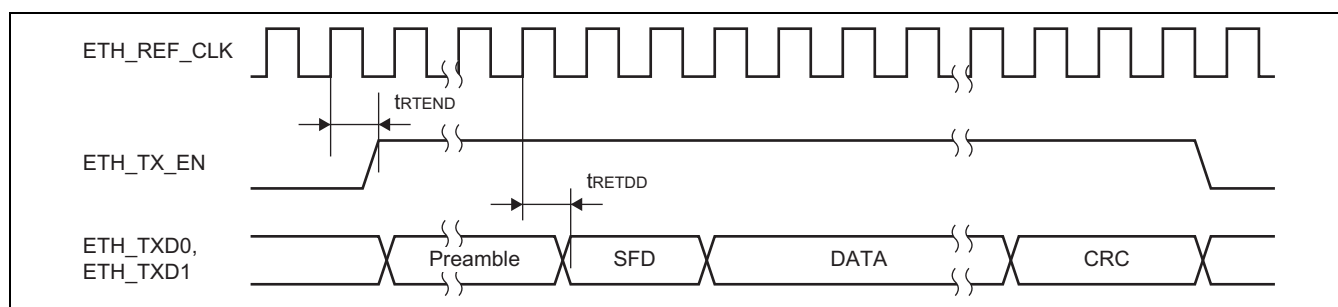 ETH_REF_CLK
tRTEND
ETH_TX_EN
tRETDD
ETH_TXD0,
ETH_TXD1
Preamble SFD DATA CRC